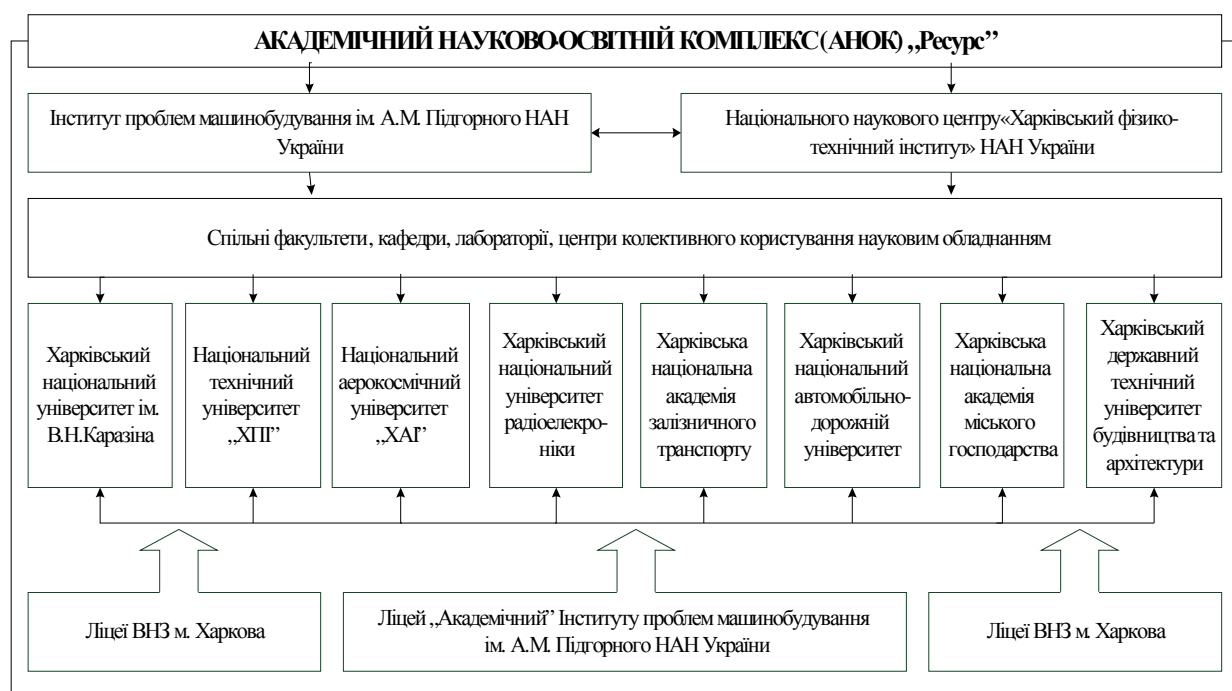 АКАДЕМІЧНИЙ НАУКОВО-ОСВІТНІЙ КОМПЛЕКС (АНОК) „Ресурс”
Інститут проблем машинобудування ім. А.М. Підгорного НАН
України
Національного наукового центру «Харківський фізико-
технічний інститут» НАН України
Спільні факультети, кафедри, лабораторії, центри колективного користування науковим обладнанням
Харківський
національний
університет ім.
В.Н.Каразіна
Національний
технічний
університет
„ХПІ”
Національний
аерокосмічний
університет
„ХАІ”
Харківський
національний
університет
радіоелекро-
ніки
Харківська
національна
академія
залізничного
транспорту
Харківський
національний
автомобільно-
дорожній
університет
Харківська
національна
академія
міського
господарства
Харківський
державний
технічний
університет
будівництва та
архітектури
Ліцеї ВНЗ м. Харкова
Ліцей „Академічний” Інституту проблем машинобудування
ім. А.М. Підгорного НАН України
Ліцеї ВНЗ м. Харкова